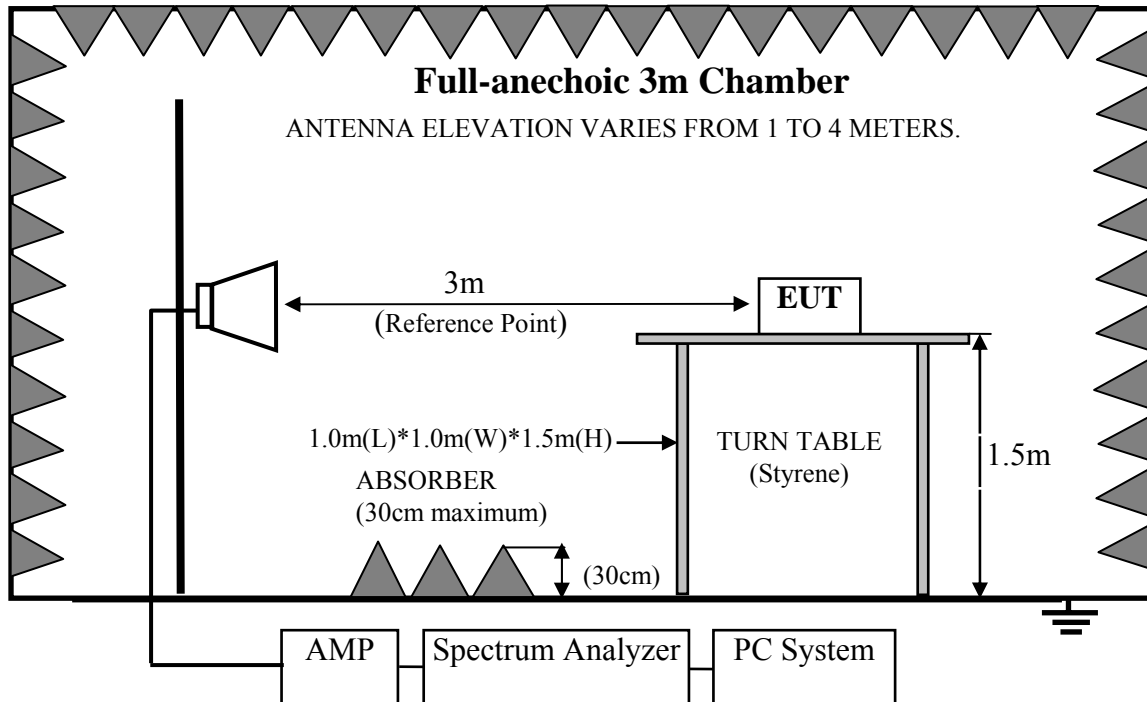 Full-anechoic 3m Chamber
ANTENNA ELEVATION VARIES FROM 1 TO 4 METERS.
3m
(Reference Point)
EUT
1.0m(L)*1.0m(W)*1.5m(H)
TURN TABLE
(Styrene)
1.5m
ABSORBER
(30cm maximum)
(30cm)
AMP
Spectrum Analyzer
PC System